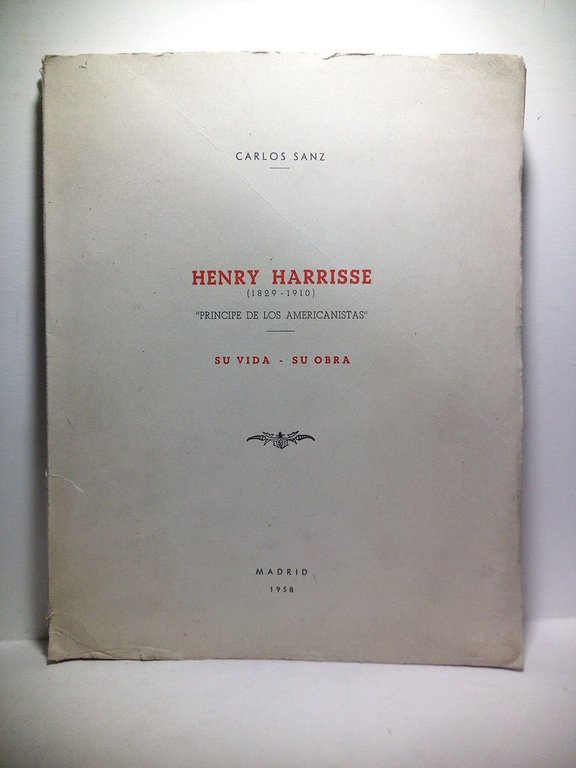 CARLOS SANZ
HENRY HARRISSE
(1829-1910)
"PRINCIPE DE LOS AMERICANISTAS"
SU VIDA - SU OBRA
MADRID
1958